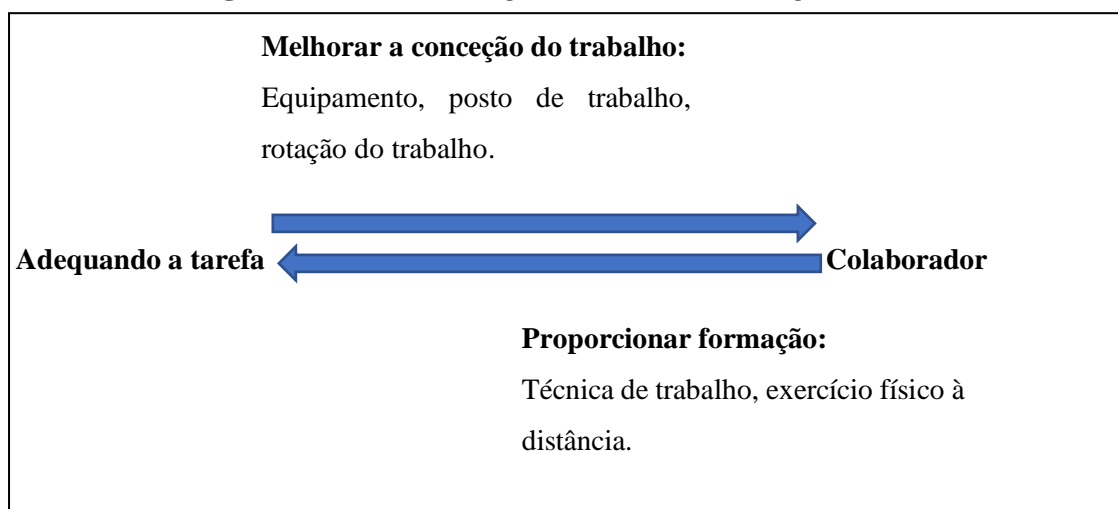 Melhorar a conceção do trabalho:
Equipamento, posto de trabalho,
rotação do trabalho.
Adequando a tarefa Colaborador
Proporcionar formação:
Técnica de trabalho, exercício físico à
distância.